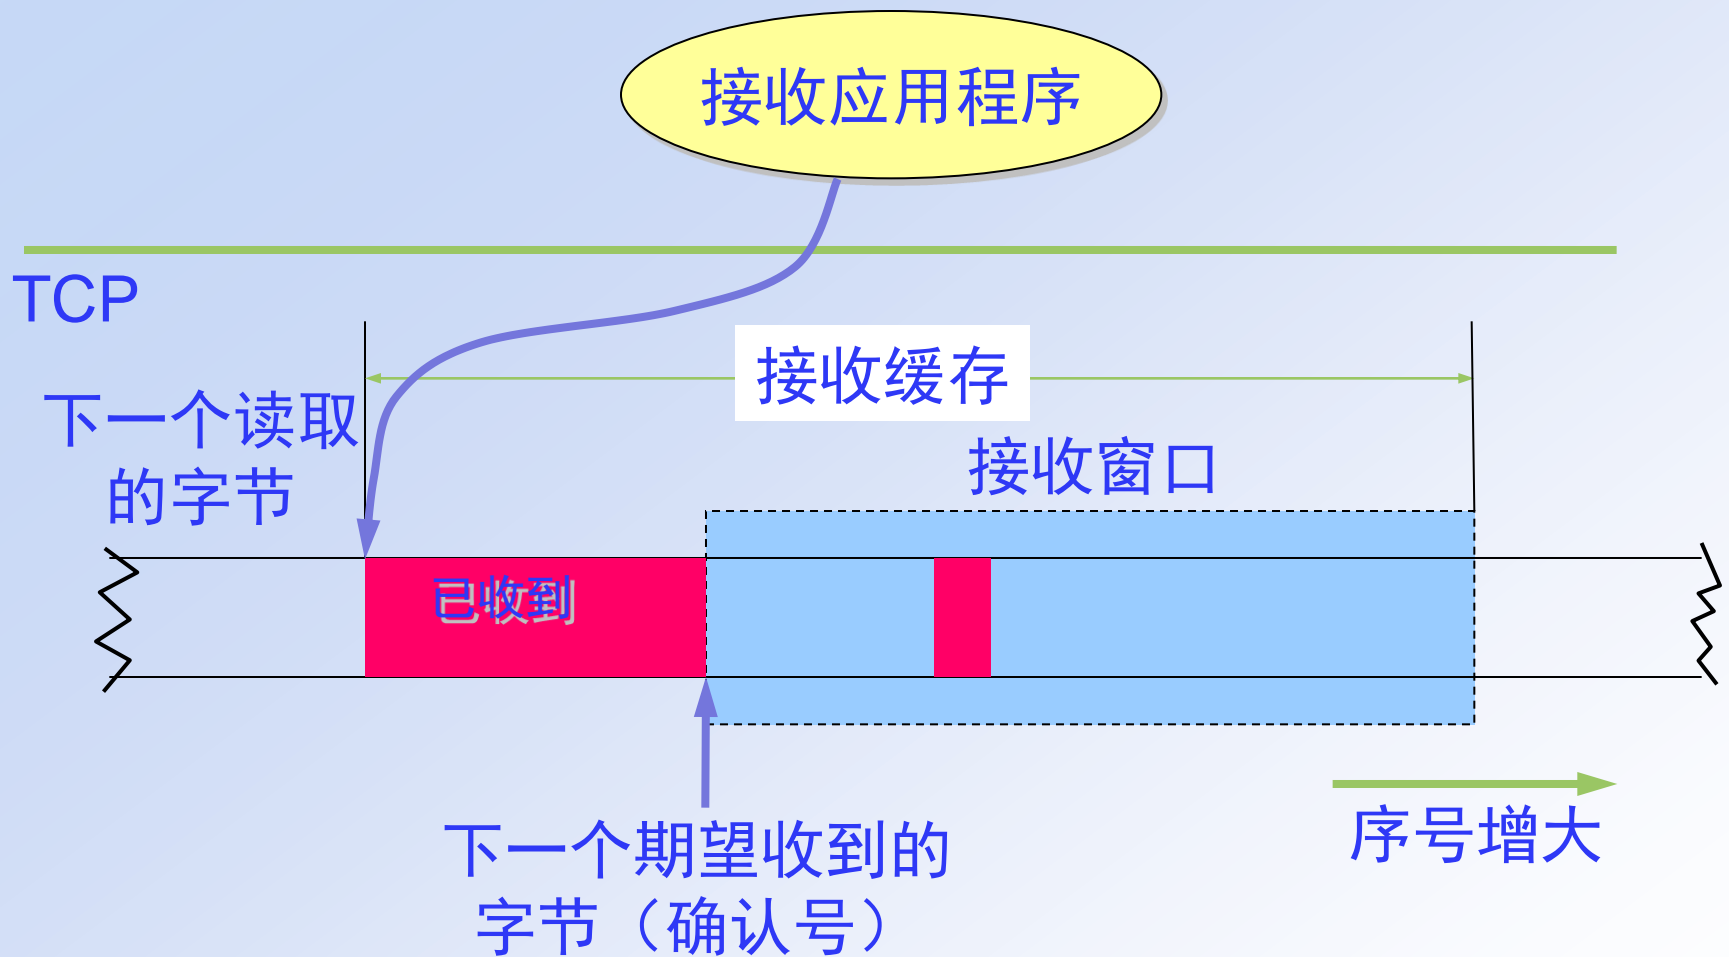 接收应用程序
TCP
接收缓存
下一个读取
的字节
接收窗口
已收到
下一个期望收到的
字节（确认号）
序号增大